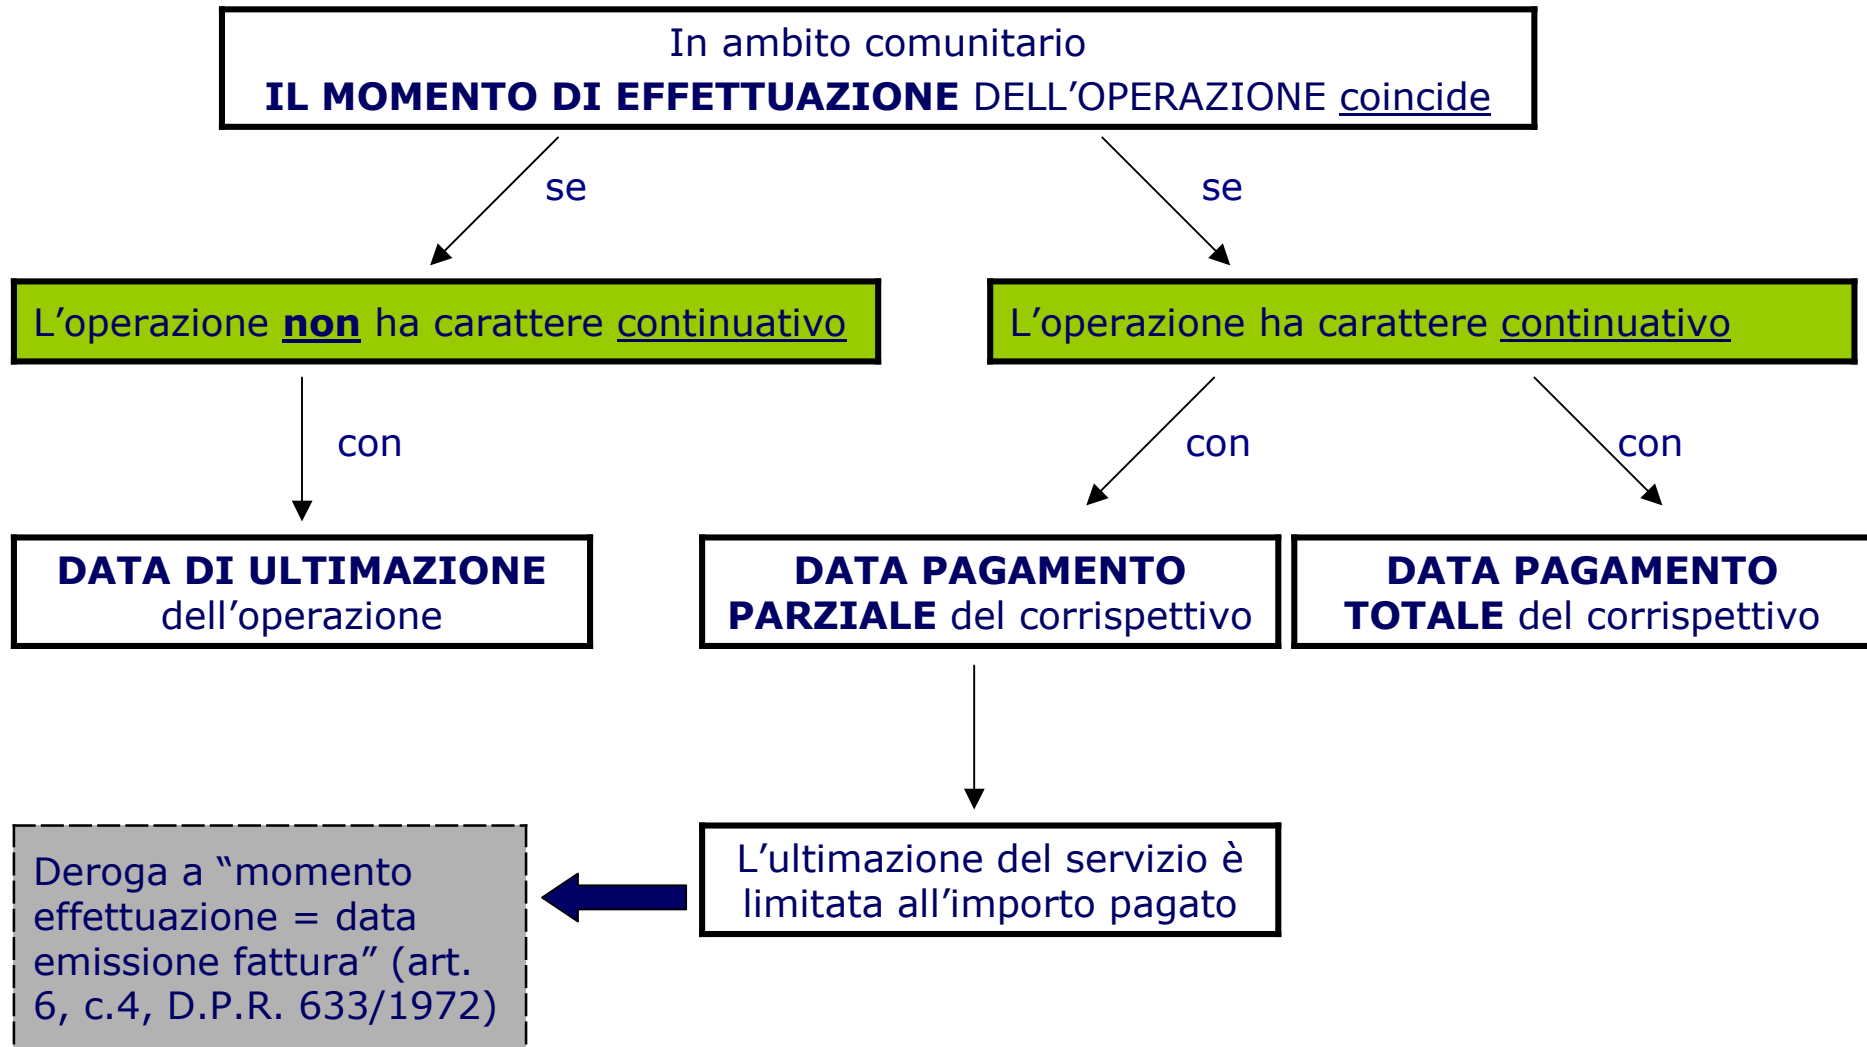 In ambito comunitario
IL MOMENTO DI EFFETTUAZIONE DELL’OPERAZIONE coincide
se
se
L’operazione non ha carattere continuativo
L’operazione ha carattere continuativo
con
con
con
DATA DI ULTIMAZIONE
dell’operazione
DATA PAGAMENTO
PARZIALE del corrispettivo
DATA PAGAMENTO
TOTALE del corrispettivo
L’ultimazione del servizio è
limitata all’importo pagato
Deroga a “momento
effettuazione = data
emissione fattura” (art.
6, c.4, D.P.R. 633/1972)